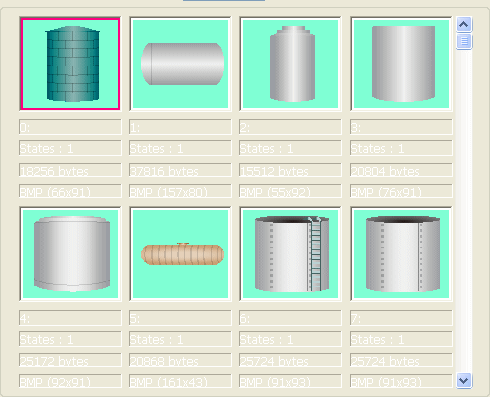 0:
1:
2:
3:
States : 1
States : 1
States : 1
States : 1
18256 bytes
37816 bytes
15512 bytes
20804 bytes
BMP (66x91)
BMP (157x80)
BMP (55x92)
BMP (76x91)
4:
5:
6:
7:
States : 1
States : 1
States : 1
States : 1
25172 bytes
20868 bytes
25724 bytes
25724 bytes
BMP (92x91)
BMP (161x43)
BMP (91x93)
BMP (91x93)